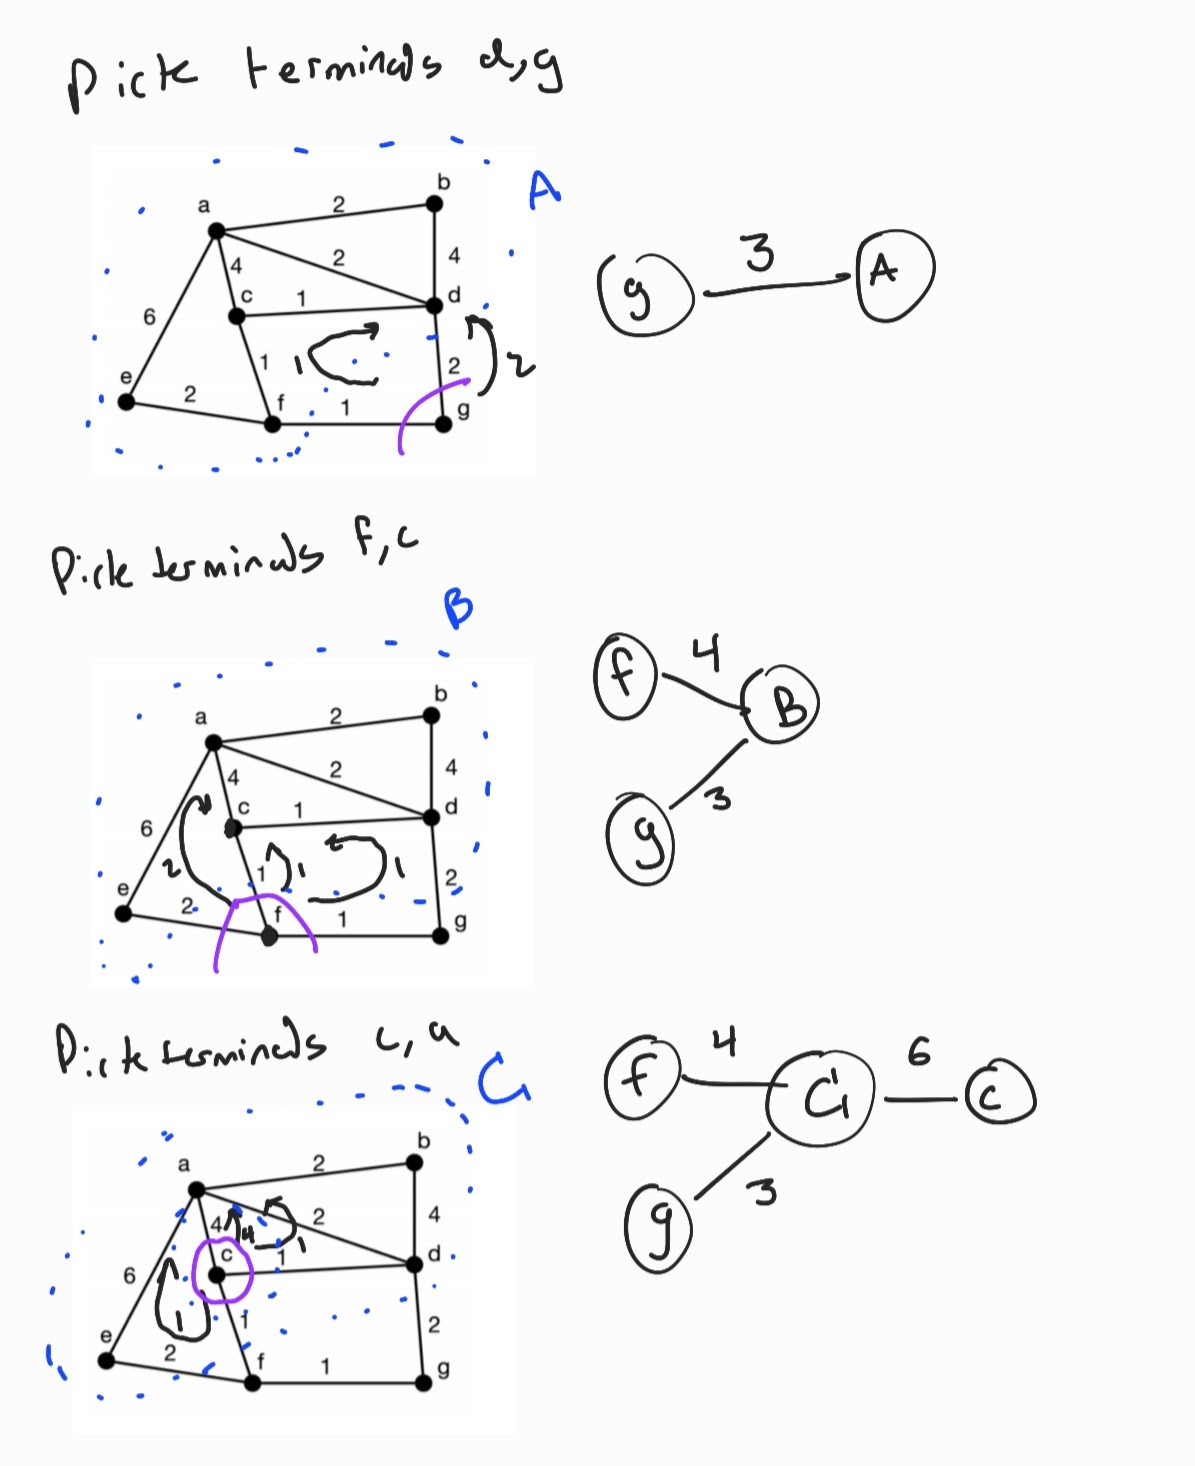 Pick terminals d,g
A
a 2 b
2
4 4
c 1 d
6
1 1 2 2
e
2 f 1 g
g 3 A
Pick terminals f,c
B
a 2 b
2
4 4
c 1 d
6
2 1 1 1 2
e
2 f 1 g
f 4 B
g 3
Pick terminals c,a
C
a 2 b
2
4 4 4
c 1 1 d
6
1 1 2
e
2 f 1 g
f 4 C 6 c
g 3